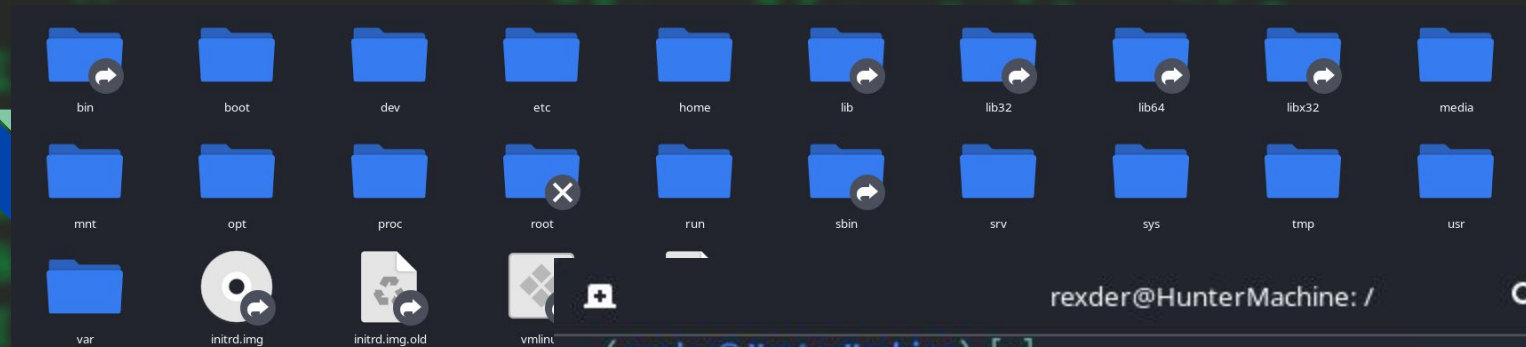 bin boot dev etc home lib lib32 lib64 libx32 media
mnt opt proc root run sbin srv sys tmp usr
rexder@HunterMachine: /
var initrd.img initrd.img.old